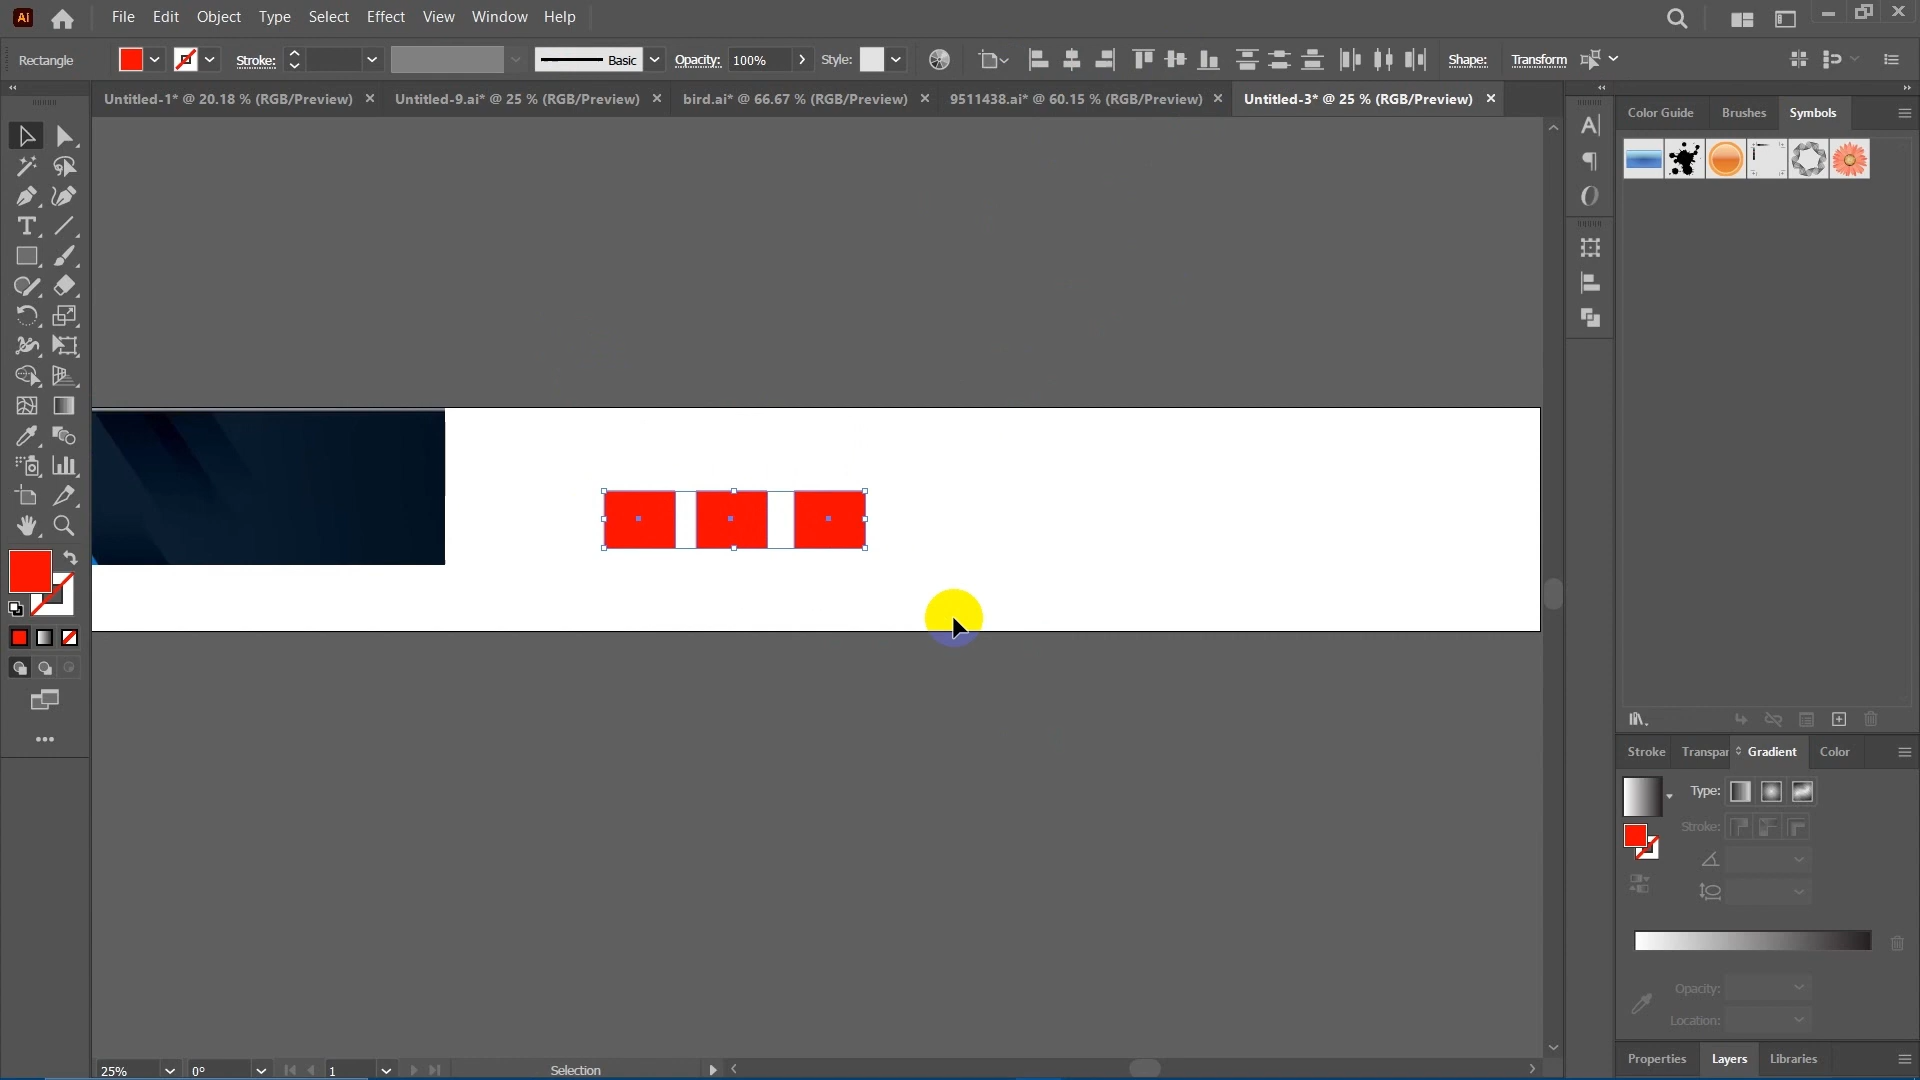 Ai File Edit Object Type Select Effect View Window Help
Rectangle Stroke: Basic Opacity: 100% Style: Shape: Transform
Untitled-1* @ 20.18 % (RGB/Preview) Untitled-9.ai* @ 25 % (RGB/Preview) bird.ai* @ 66.67 % (RGB/Preview) 9511438.ai* @ 60.15 % (RGB/Preview) Untitled-3* @ 25 % (RGB/Preview)
Color Guide Brushes Symbols
Stroke Transpar Gradient Color
Type:
Stroke:
Opacity:
Location:
Properties Layers Libraries
25% 0° 1 Selection